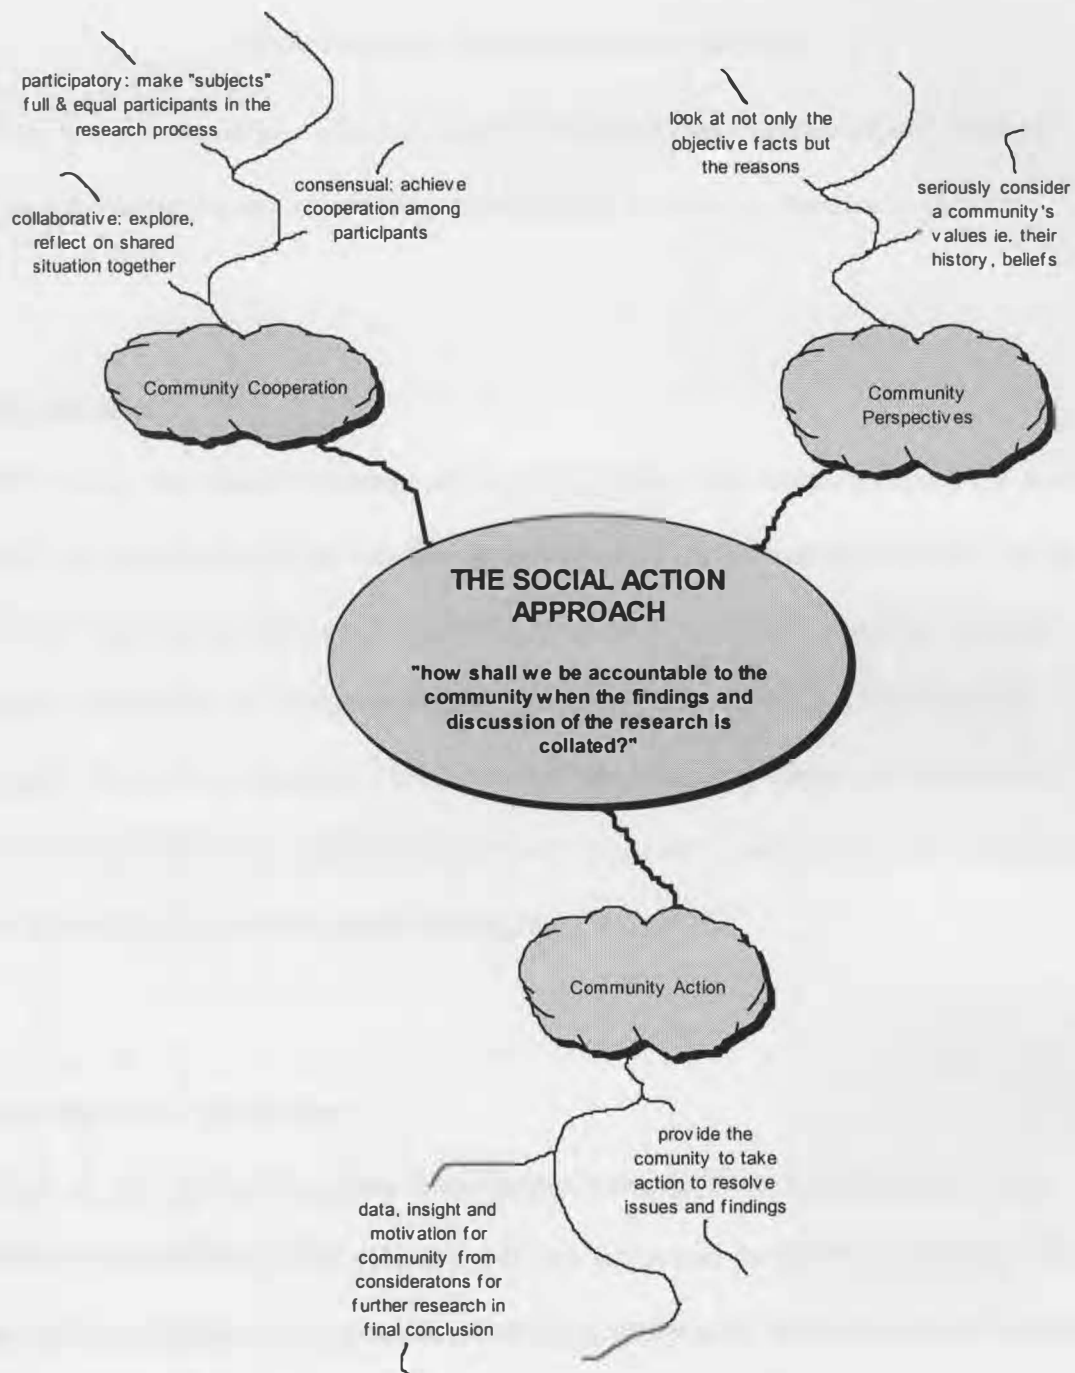 participatory: make "subjects"
full & equal participants in the
research process
collaborative: explore,
reflect on shared
situation together
consensual: achieve
cooperation among
participants
Community Cooperation
look at not only the
objective facts but
the reasons
seriously consider
a community's
values ie. their
history, beliefs
Community
Perspectives
THE SOCIAL ACTION
APPROACH
"how shall we be accountable to the
community when the findings and
discussion of the research is
collated?"
Community Action
provide the
comunity to take
action to resolve
issues and findings
data, insight and
motivation for
community from
consideratons for
further research in
final conclusion